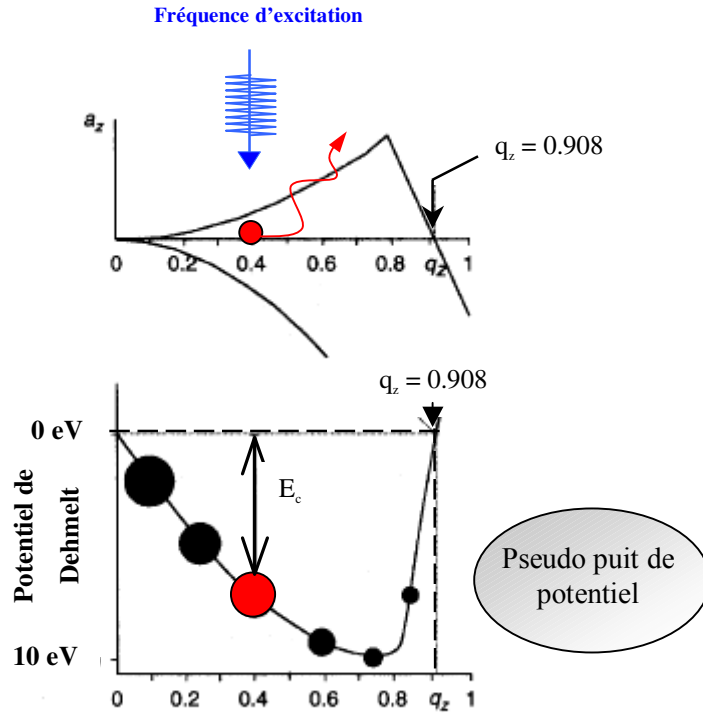 Fréquence d'excitation
a_z
q_z = 0.908
0 0.2 0.4 0.6 0.8 q_z 1
q_z = 0.908
0 eV
E_c
Potentiel de
Dehmelt
Pseudo puit de
potentiel
10 eV
0 0.2 0.4 0.6 0.8 q_z 1